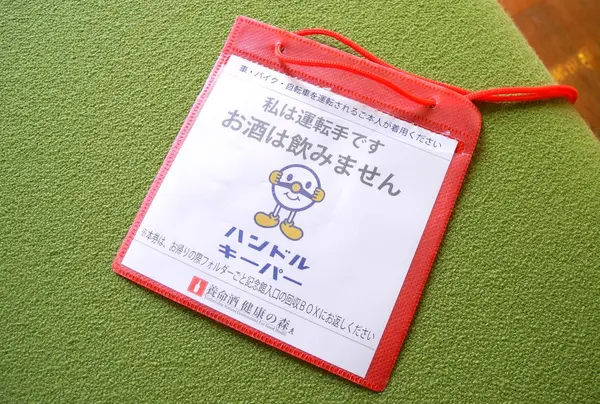 車・バイク・自転車を運転されるご本人が着用ください
私は運転手です
お酒は飲みません
ハンドル
キーパー
※本券は、お帰りの際フォルダーごと記念館入口の回収BOXにお返しください
養命酒 健康の森